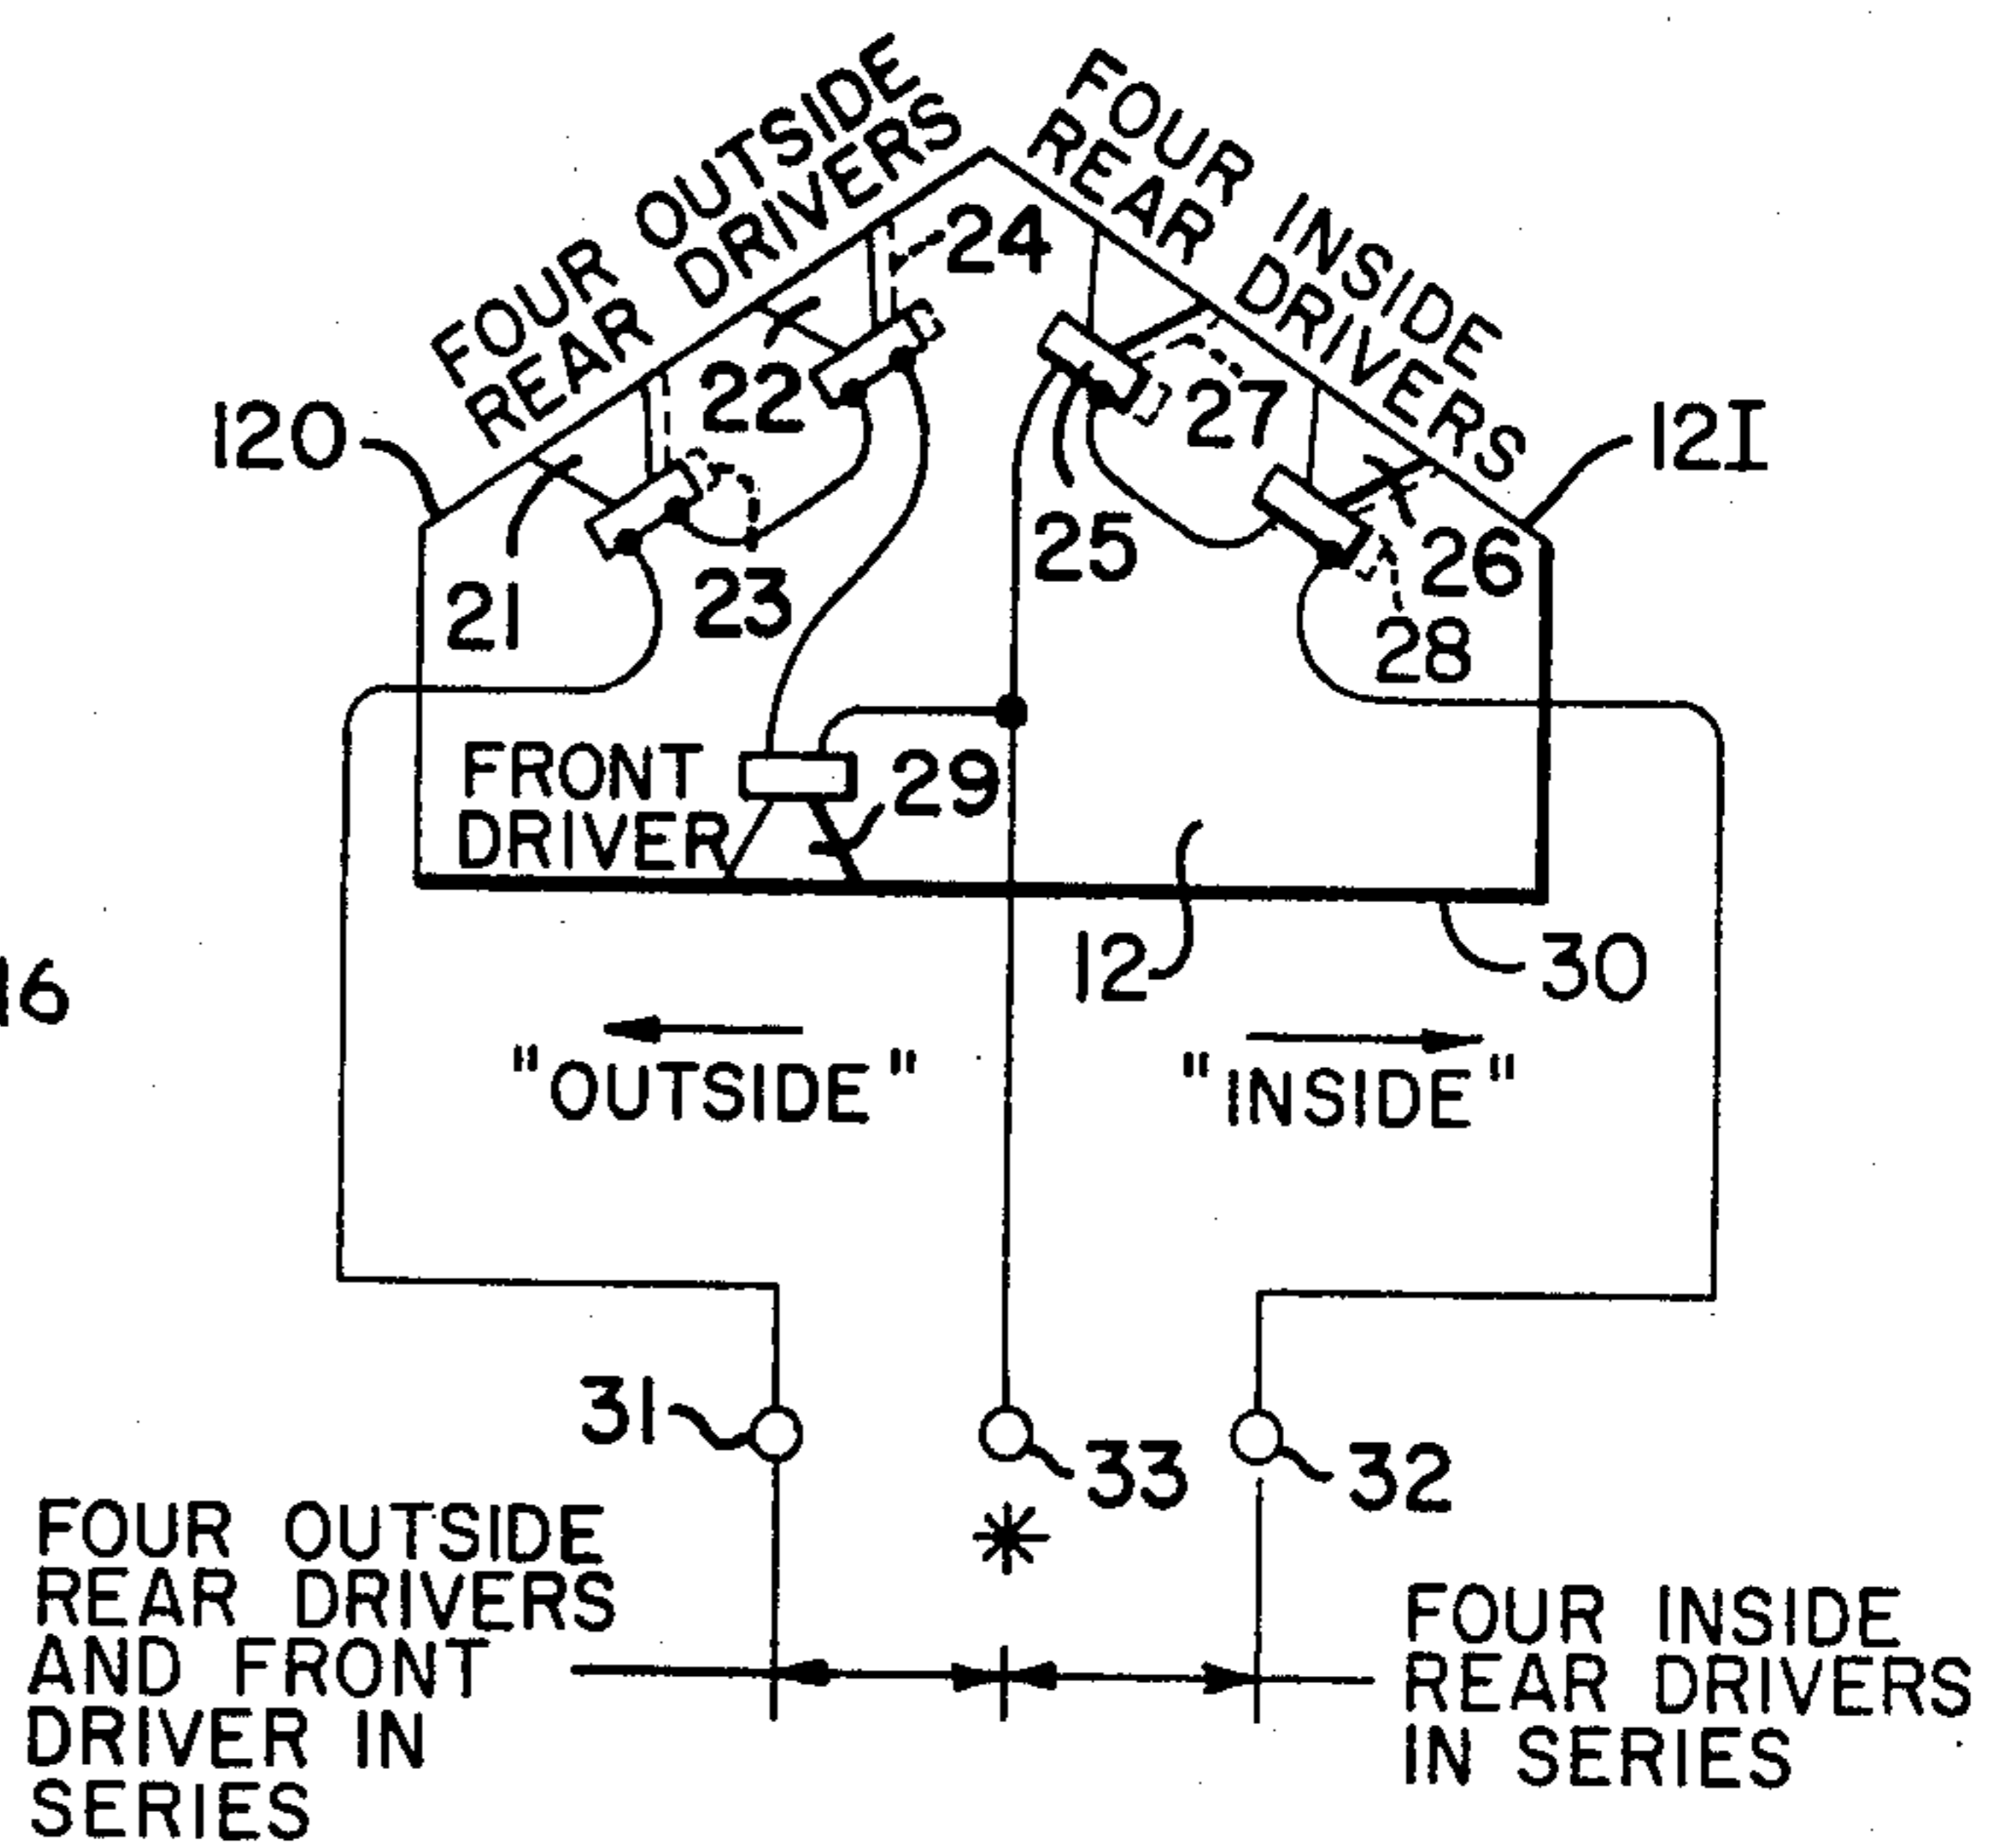 FOUR OUTSIDE
REAR DRIVERS
FOUR INSIDE
REAR DRIVERS
24
120
22
27
121
21
23
25
26
28
FRONT
DRIVER
29
12
30
16
"OUTSIDE"
"INSIDE"
31
33
32
*
FOUR OUTSIDE
REAR DRIVERS
AND FRONT
DRIVER IN
SERIES
FOUR INSIDE
REAR DRIVERS
IN SERIES